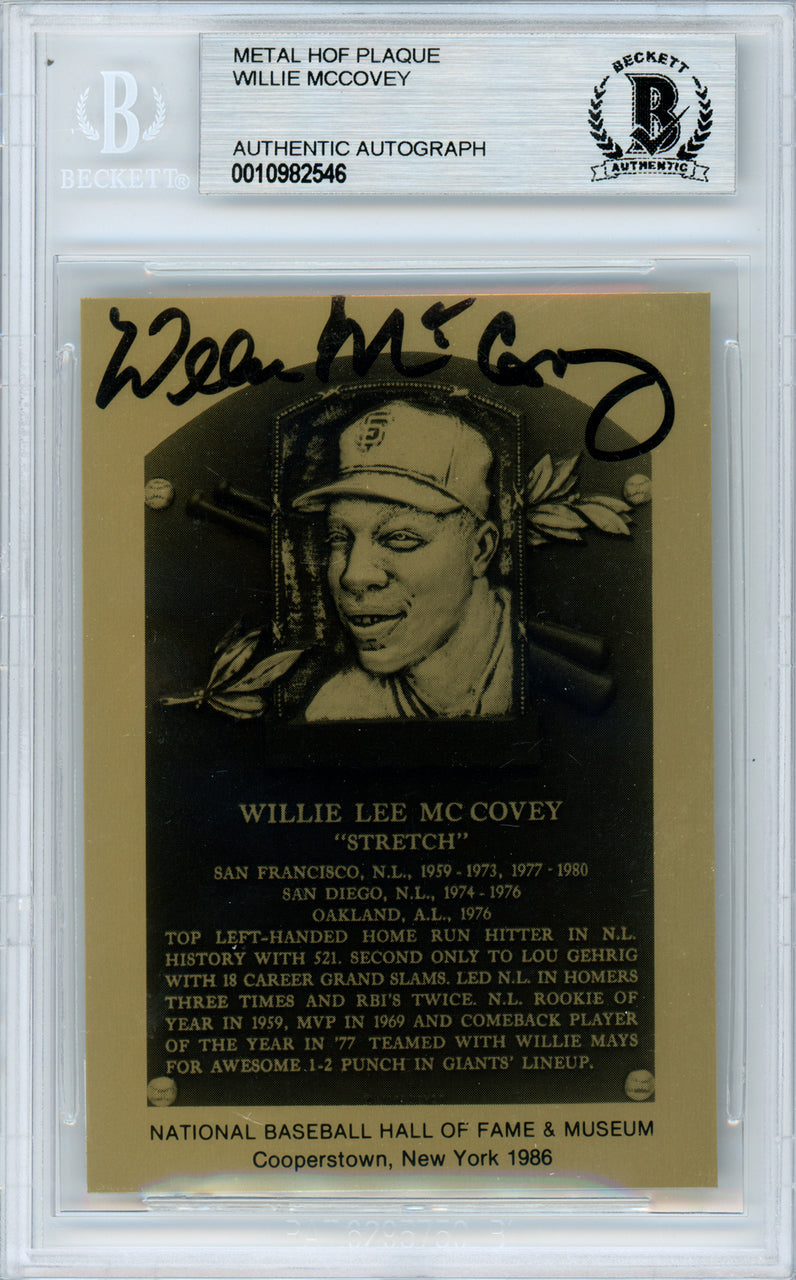 METAL HOF PLAQUE
WILLIE MCCOVEY
AUTHENTIC AUTOGRAPH
0010982546
B
BECKETT®
BECKETT
B
AUTHENTIC
Willie McCovey
SF
WILLIE LEE MC COVEY
"STRETCH"
SAN FRANCISCO, N.L., 1959-1973, 1977-1980
SAN DIEGO, N.L., 1974-1976
OAKLAND, A.L., 1976
TOP LEFT-HANDED HOME RUN HITTER IN N.L.
HISTORY WITH 521. SECOND ONLY TO LOU GEHRIG
WITH 18 CAREER GRAND SLAMS. LED N.L. IN HOMERS
THREE TIMES AND RBI'S TWICE. N.L. ROOKIE OF
YEAR IN 1959, MVP IN 1969 AND COMEBACK PLAYER
OF THE YEAR IN '77 TEAMED WITH WILLIE MAYS
FOR AWESOME 1-2 PUNCH IN GIANTS' LINEUP.
NATIONAL BASEBALL HALL OF FAME & MUSEUM
Cooperstown, New York 1986